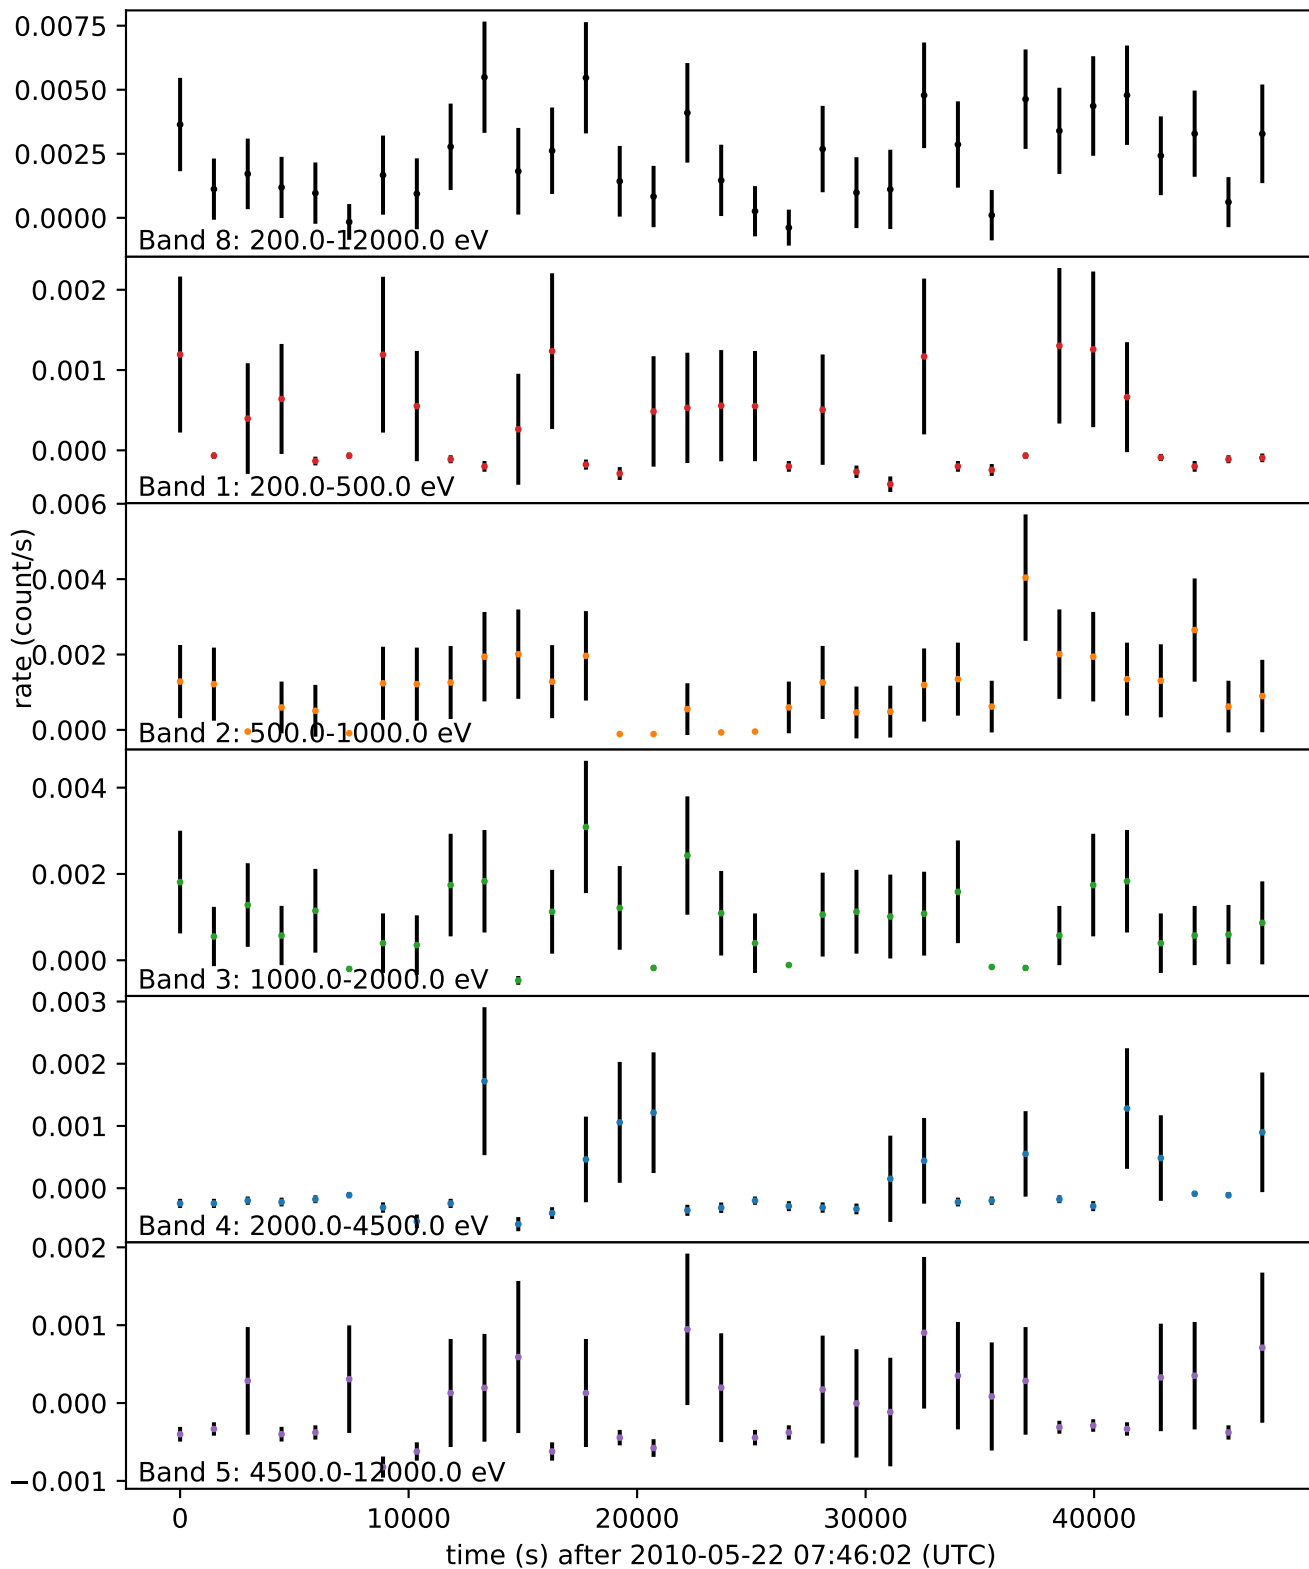 0.0075
0.0050
0.0025
0.0000
Band 8: 200.0-12000.0 eV
0.002
0.001
0.000
Band 1: 200.0-500.0 eV
0.006
0.004
0.002
0.000
Band 2: 500.0-1000.0 eV
rate (count/s)
0.004
0.002
0.000
Band 3: 1000.0-2000.0 eV
0.003
0.002
0.001
0.000
Band 4: 2000.0-4500.0 eV
0.002
0.001
0.000
−0.001
Band 5: 4500.0-12000.0 eV
0 10000 20000 30000 40000
time (s) after 2010-05-22 07:46:02 (UTC)